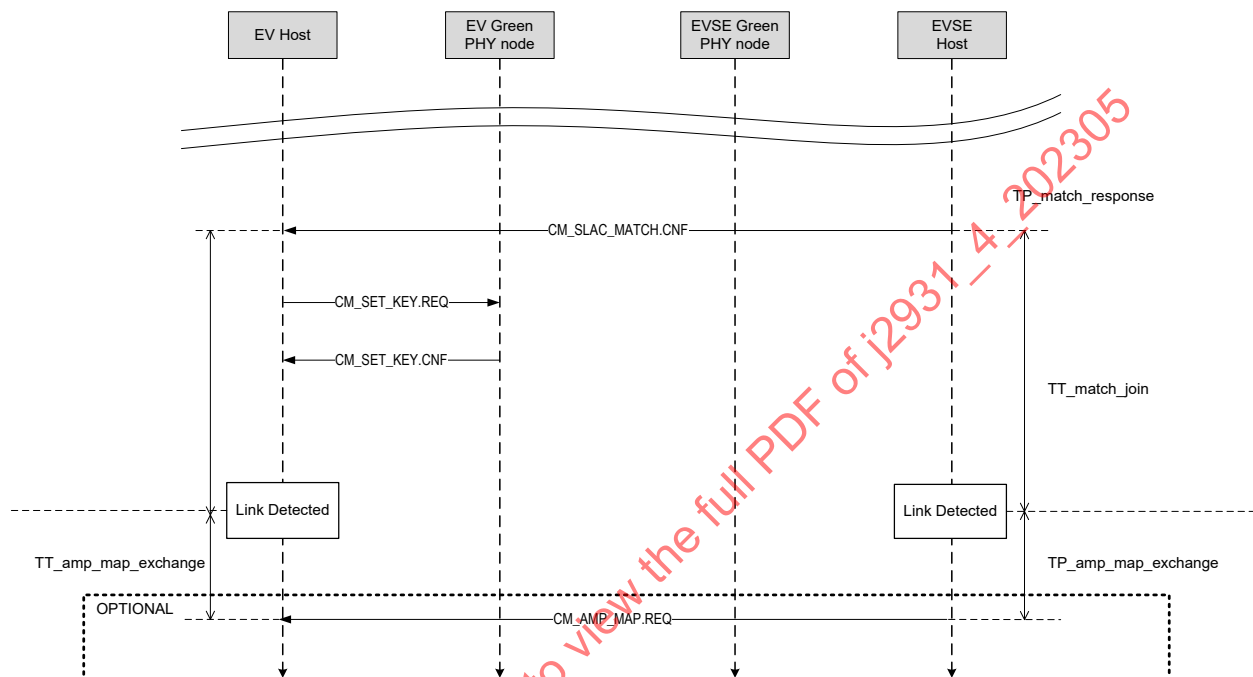 EV Host
EV Green
PHY node
EVSE Green
PHY node
EVSE
Host
TP_match_response
CM_SLAC_MATCH.CNF
CM_SET_KEY.REQ
CM_SET_KEY.CNF
TT_match_join
Link Detected
Link Detected
TT_amp_map_exchange
TP_amp_map_exchange
OPTIONAL
CM_AMP_MAP.REQ
to view the full PDF of j2931_4_202305